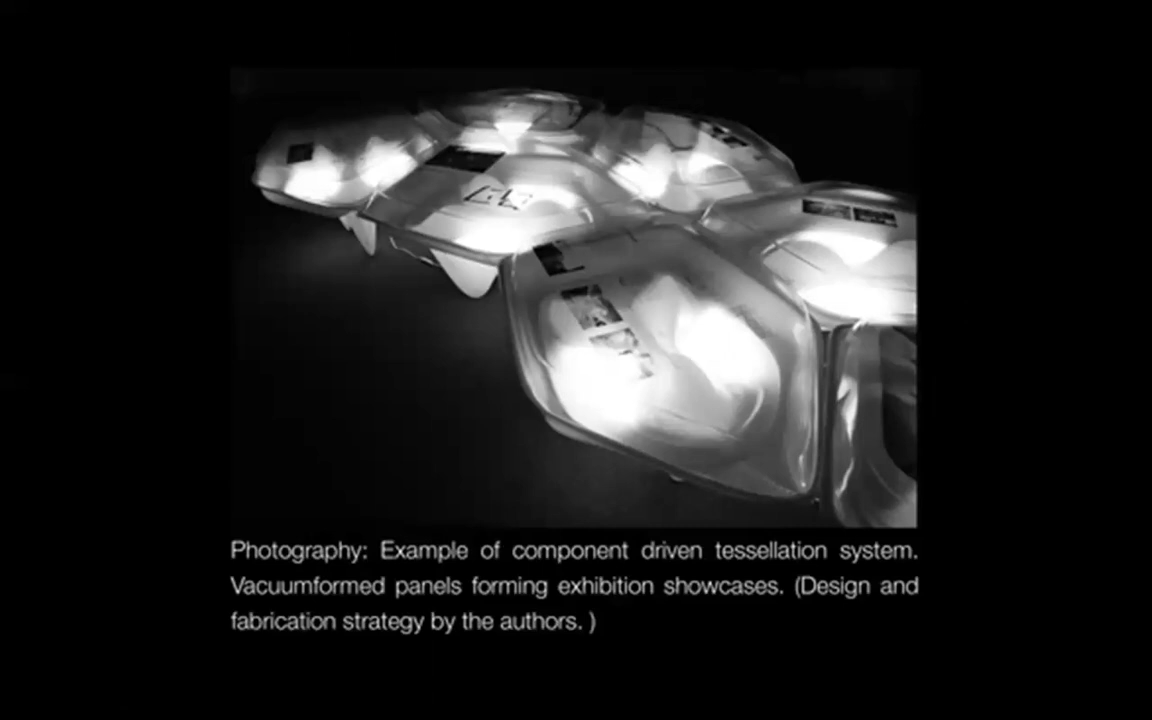 Photography: Example of component driven tessellation system.
Vacuumformed panels forming exhibition showcases. (Design and
fabrication strategy by the authors. )